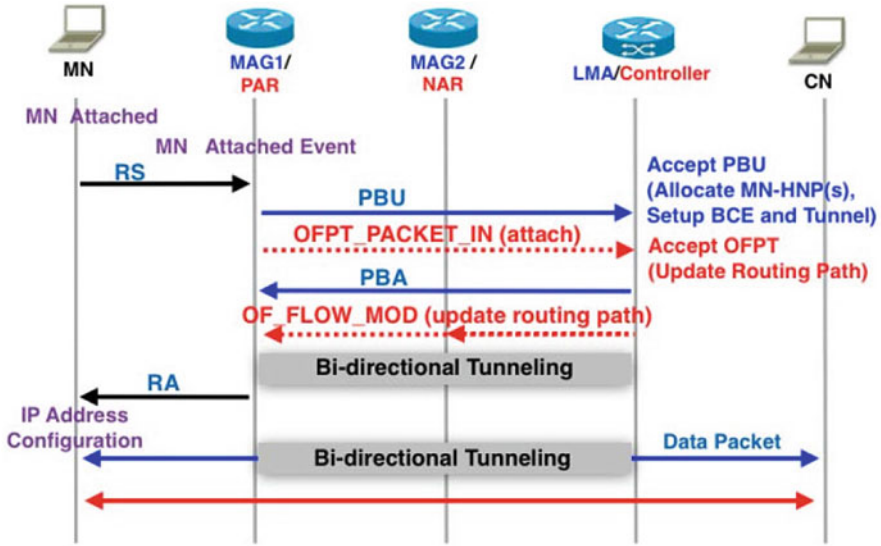 MN
MAG1/
PAR
MAG2 /
NAR
LMA/Controller
CN
MN Attached
MN Attached Event
RS
PBU
Accept PBU
(Allocate MN-HNP(s),
Setup BCE and Tunnel)
OFPT_PACKET_IN (attach)
Accept OFPT
(Update Routing Path)
PBA
OF_FLOW_MOD (update routing path)
Bi-directional Tunneling
RA
IP Address
Configuration
Bi-directional Tunneling
Data Packet